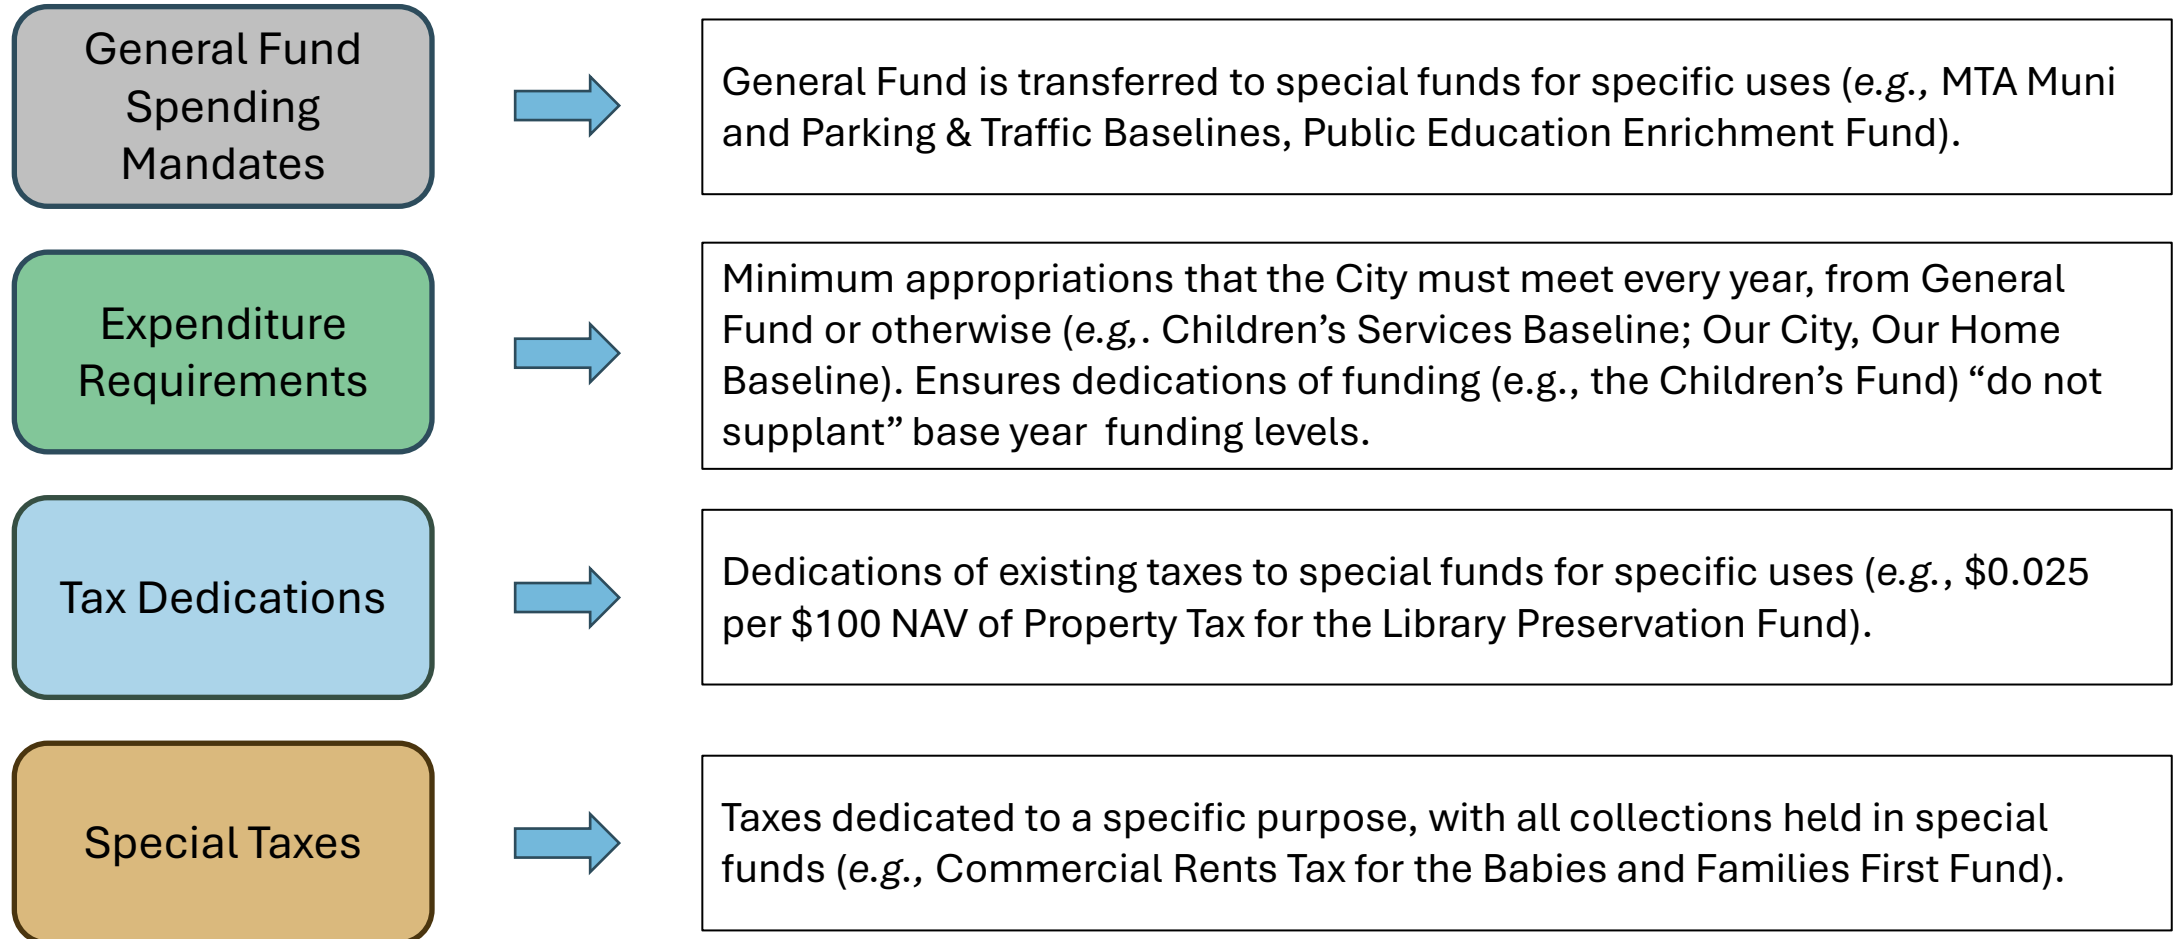 General Fund
Spending
Mandates
General Fund is transferred to special funds for specific uses (e.g., MTA Muni
and Parking & Traffic Baselines, Public Education Enrichment Fund).
Expenditure
Requirements
Minimum appropriations that the City must meet every year, from General
Fund or otherwise (e.g,. Children’s Services Baseline; Our City, Our Home
Baseline). Ensures dedications of funding (e.g., the Children’s Fund) “do not
supplant” base year  funding levels.
Tax Dedications
Dedications of existing taxes to special funds for specific uses (e.g., $0.025
per $100 NAV of Property Tax for the Library Preservation Fund).
Special Taxes
Taxes dedicated to a specific purpose, with all collections held in special
funds (e.g., Commercial Rents Tax for the Babies and Families First Fund).